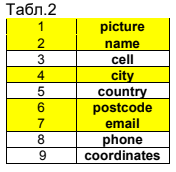 Табл.2
1 picture
2 name
3 cell
4 city
5 country
6 postcode
7 email
8 phone
9 coordinates